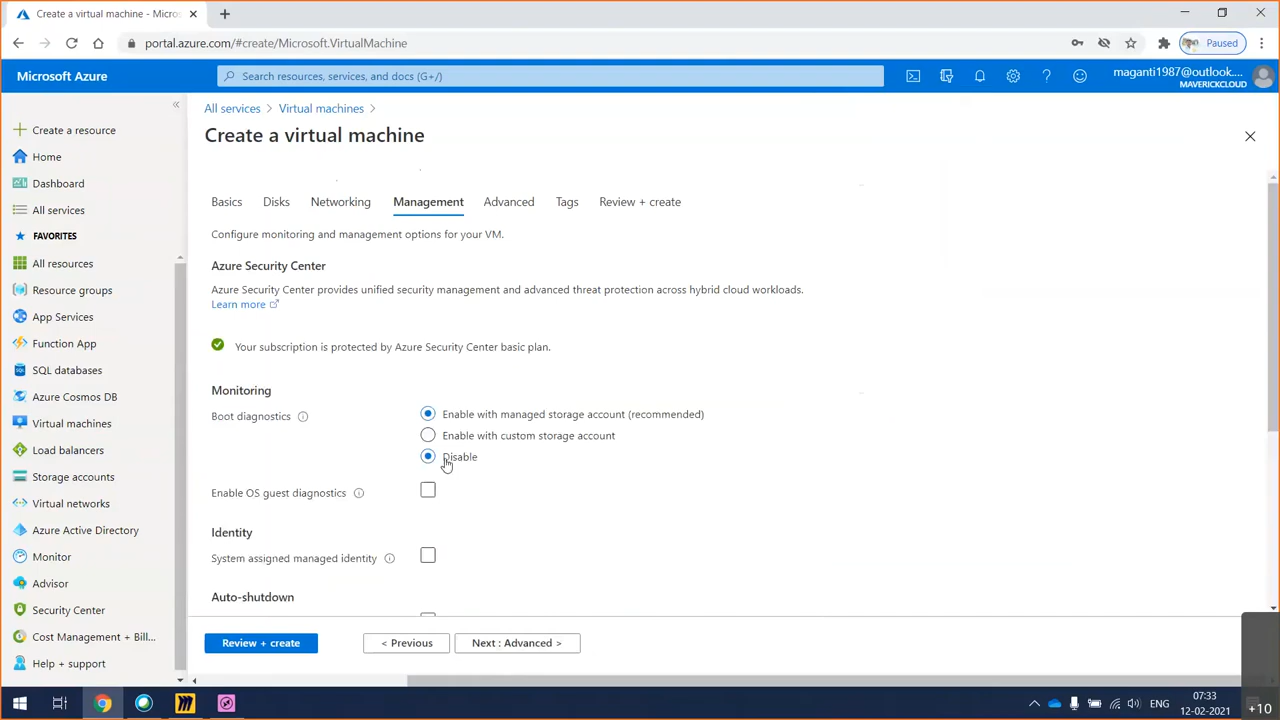 Create a virtual machine - Micros
portal.azure.com/#create/Microsoft.VirtualMachine
Paused
Microsoft Azure
Search resources, services, and docs (G+/)
maganti1987@outlook....
MAVERICKCLOUD
All services > Virtual machines >
Create a virtual machine
Create a resource
Home
Dashboard
All services
FAVORITES
All resources
Resource groups
App Services
Function App
SQL databases
Azure Cosmos DB
Virtual machines
Load balancers
Storage accounts
Virtual networks
Azure Active Directory
Monitor
Advisor
Security Center
Cost Management + Bill...
Help + support
Basics Disks Networking Management Advanced Tags Review + create
Configure monitoring and management options for your VM.
Azure Security Center
Azure Security Center provides unified security management and advanced threat protection across hybrid cloud workloads.
Learn more
Your subscription is protected by Azure Security Center basic plan.
Monitoring
Boot diagnostics
Enable with managed storage account (recommended)
Enable with custom storage account
Disable
Enable OS guest diagnostics
Identity
System assigned managed identity
Auto-shutdown
Review + create
< Previous
Next : Advanced >
ENG
07:33
12-02-2021
+10